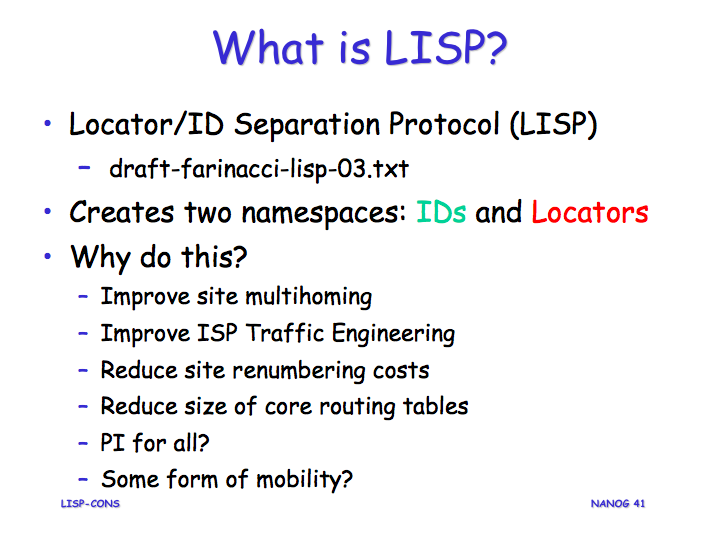 What is LISP?
• Locator/ID Separation Protocol (LISP)
– draft-farinacci-lisp-03.txt
• Creates two namespaces: IDs and Locators
• Why do this?
– Improve site multihoming
– Improve ISP Traffic Engineering
– Reduce site renumbering costs
– Reduce size of core routing tables
– PI for all?
– Some form of mobility?
LISP-CONS
NANOG 41